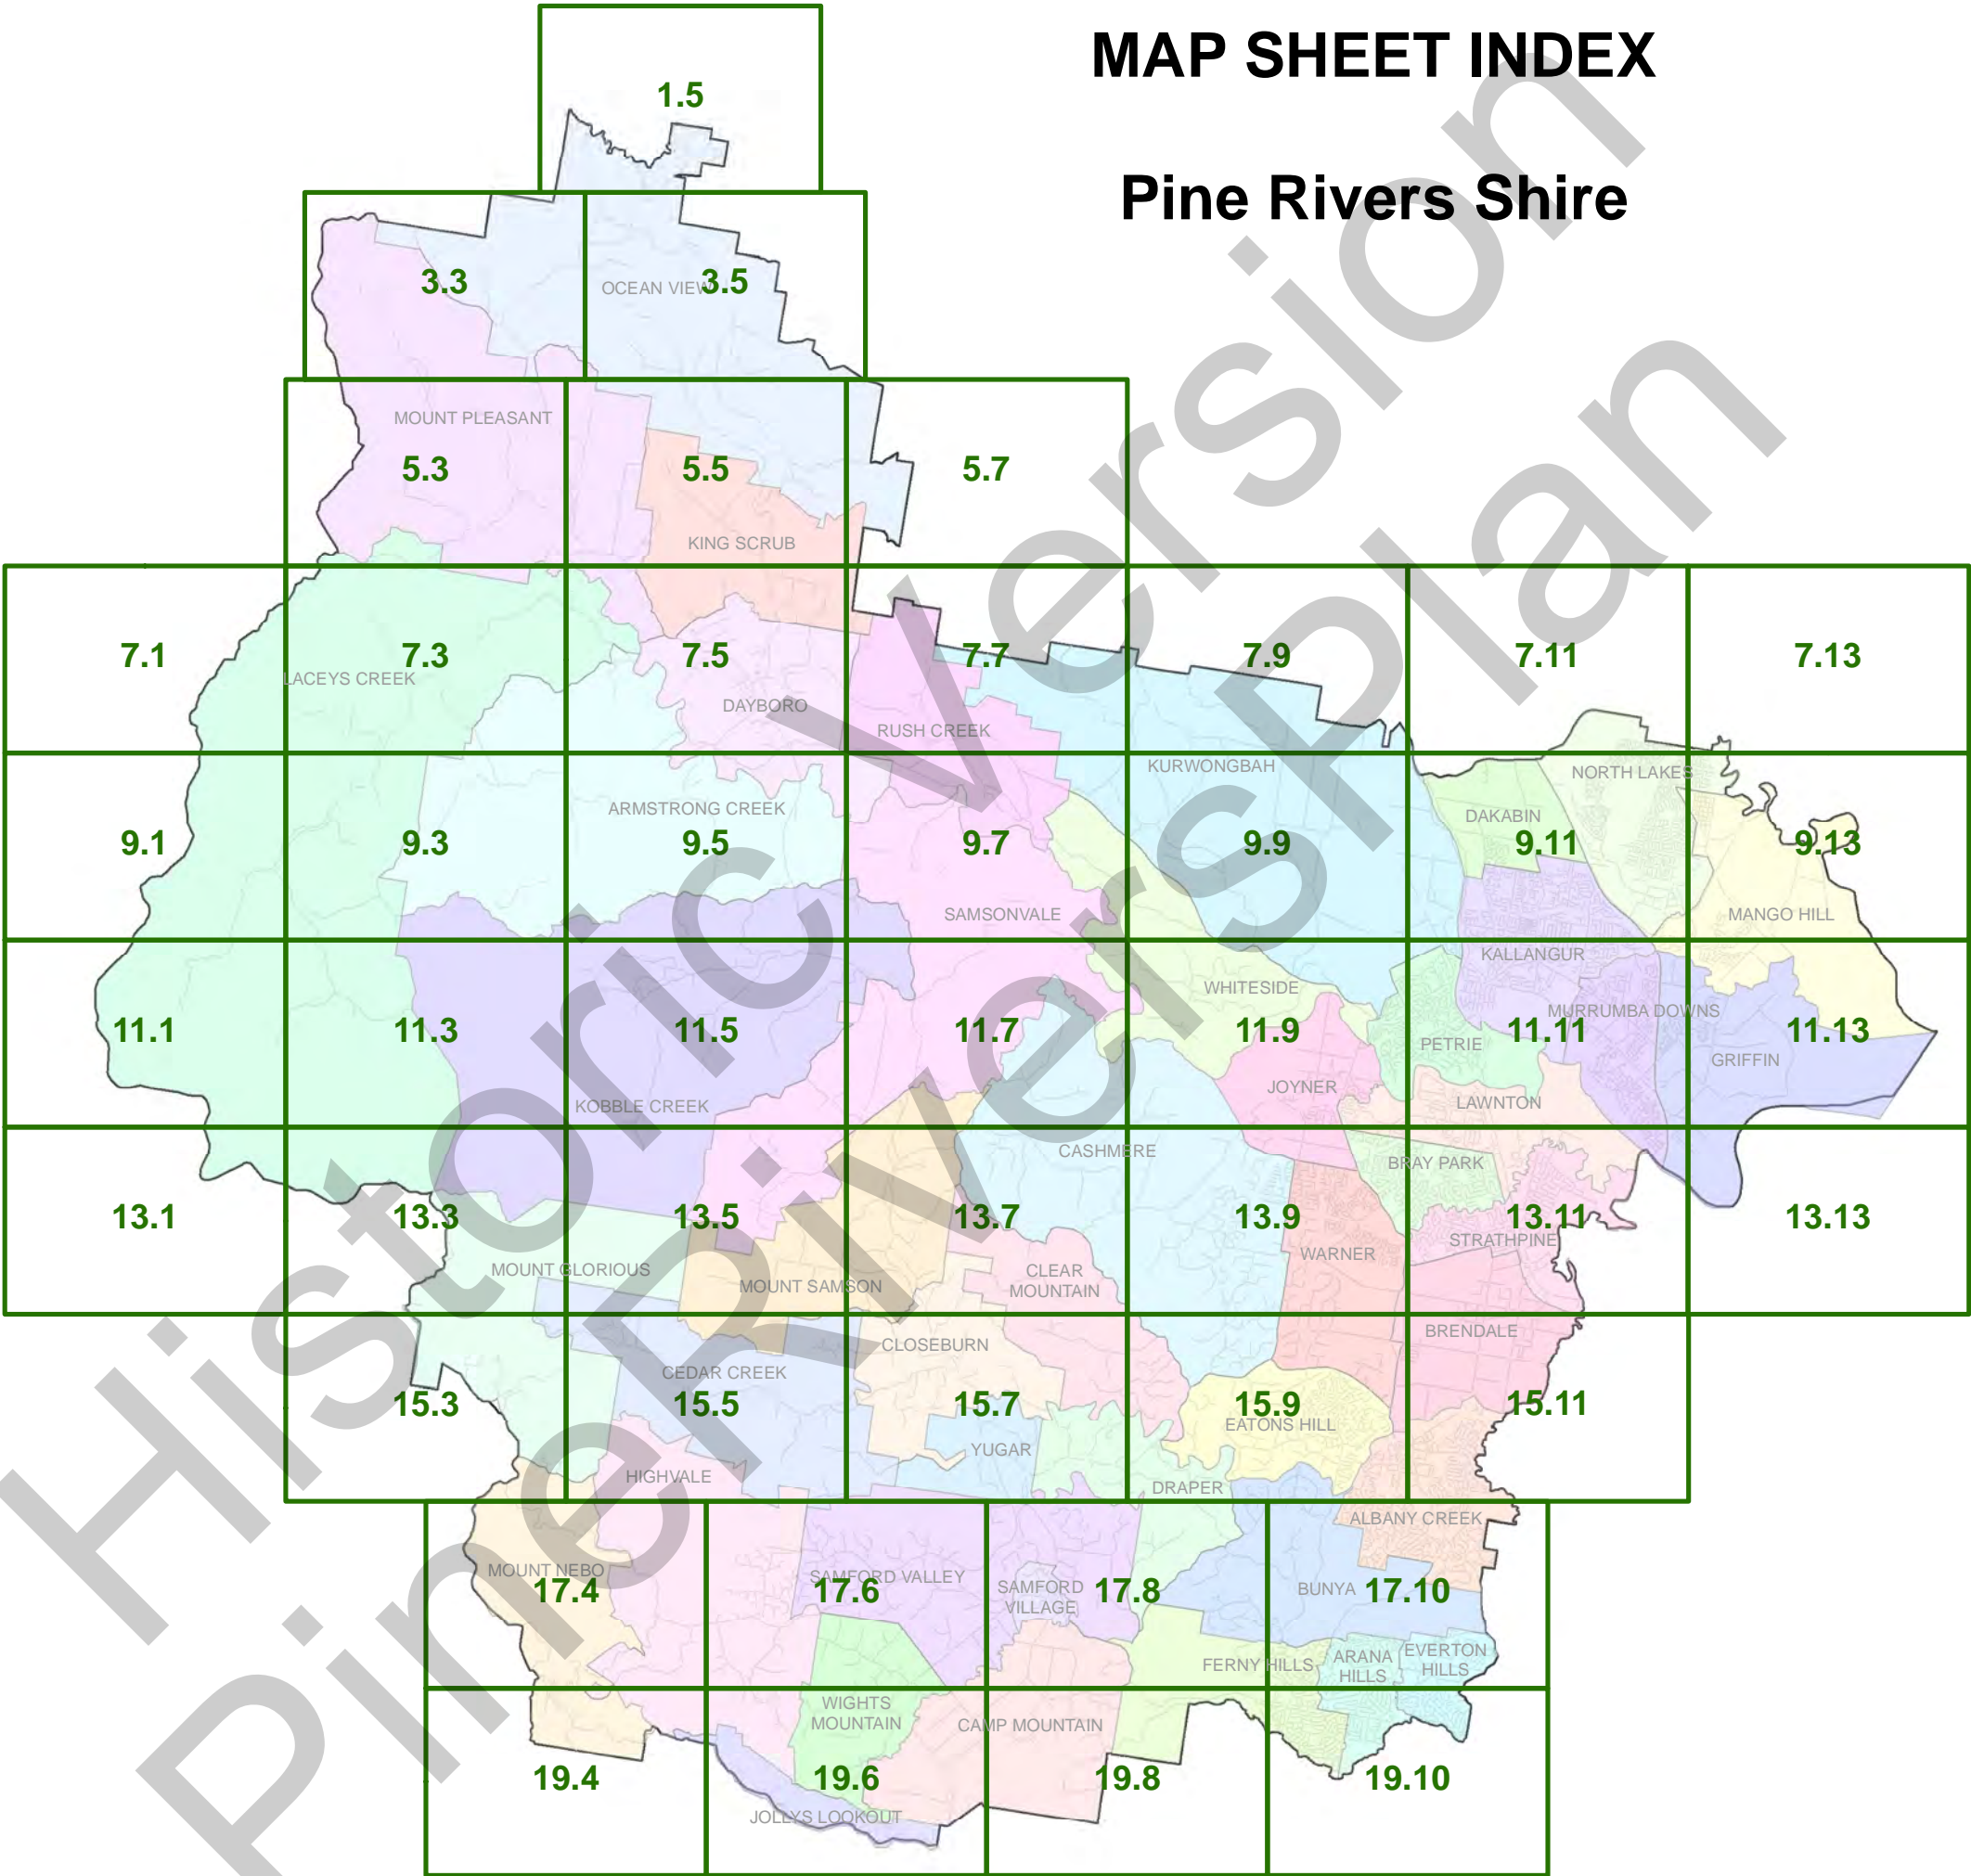 MAP SHEET INDEX
Pine Rivers Shire
1.5
3.3
OCEAN VIEW
3.5
MOUNT PLEASANT
5.3
5.5
5.7
KING SCRUB
7.1
7.3
7.5
7.7
7.9
7.11
7.13
LACEYS CREEK
DAYBORO
RUSH CREEK
KURWONGBAH
NORTH LAKES
ARMSTRONG CREEK
DAKABIN
9.1
9.3
9.5
9.7
9.9
9.11
9.13
SAMSONVALE
MANGO HILL
KALLANGUR
WHITESIDE
MURRUMBA DOWNS
11.1
11.3
11.5
11.7
11.9
11.11
11.13
PETRIE
GRIFFIN
JOYNER
KOBBLE CREEK
LAWNTON
CASHMERE
BRAY PARK
13.1
13.3
13.5
13.7
13.9
13.11
13.13
STRATHPINE
WARNER
MOUNT GLORIOUS
CLEAR
MOUNTAIN
MOUNT SAMSON
BRENDALE
CLOSEBURN
CEDAR CREEK
15.3
15.5
15.7
15.9
15.11
EATONS HILL
YUGAR
HIGHVALE
DRAPER
ALBANY CREEK
MOUNT NEBO
SAMFORD VALLEY
SAMFORD
VILLAGE
BUNYA
17.4
17.6
17.8
17.10
FERNY HILLS
ARANA
HILLS
EVERTON
HILLS
WIGHTS
MOUNTAIN
CAMP MOUNTAIN
19.4
19.6
19.8
19.10
JOLLYS LOOKOUT
Historic Version
PineRiversPlan